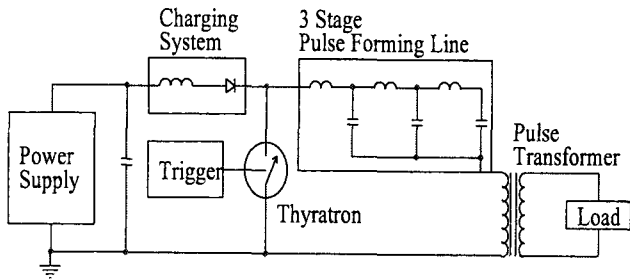 Charging
System
3 Stage
Pulse Forming Line
Power
Supply
Trigger
Thyratron
Pulse
Transformer
Load